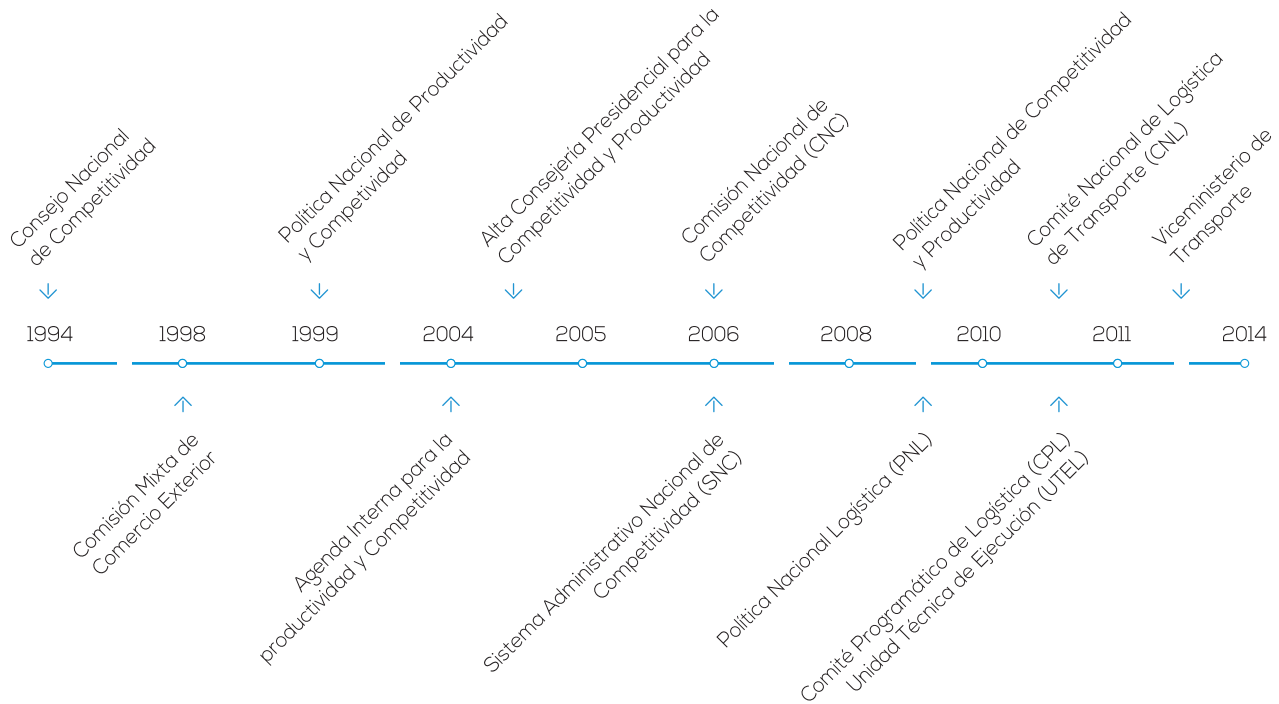 Consejo Nacional
de Competitividad
Política Nacional de Productividad
y Competividad
Alta Consejería Presidencial para la
Competitividad y Productividad
Comisión Nacional de
Competitividad (CNC)
Política Nacional de Competitividad
y Productividad
Comité Nacional de Logística
de Transporte (CNL)
Viceministerio de
Transporte
1994
1998
1999
2004
2005
2006
2008
2010
2011
2014
Comisión Mixta de
Comercio Exterior
Agenda Interna para la
productividad y Competitividad
Sistema Administrativo Nacional de
Competitividad (SNC)
Política Nacional Logística (PNL)
Comité Programático de Logística (CPL)
Unidad Técnica de Ejecución (UTEL)